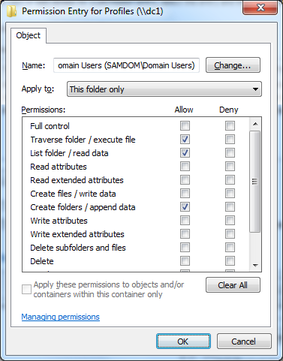 Permission Entry for Profiles (\\dc1)
Object
Name: omain Users (SAMDOM\Domain Users) Change...
Apply to: This folder only
Permissions: Allow Deny
Full control
Traverse folder / execute file
List folder / read data
Read attributes
Read extended attributes
Create files / write data
Create folders / append data
Write attributes
Write extended attributes
Delete subfolders and files
Delete
Apply these permissions to objects and/or
containers within this container only
Clear All
Managing permissions
OK Cancel